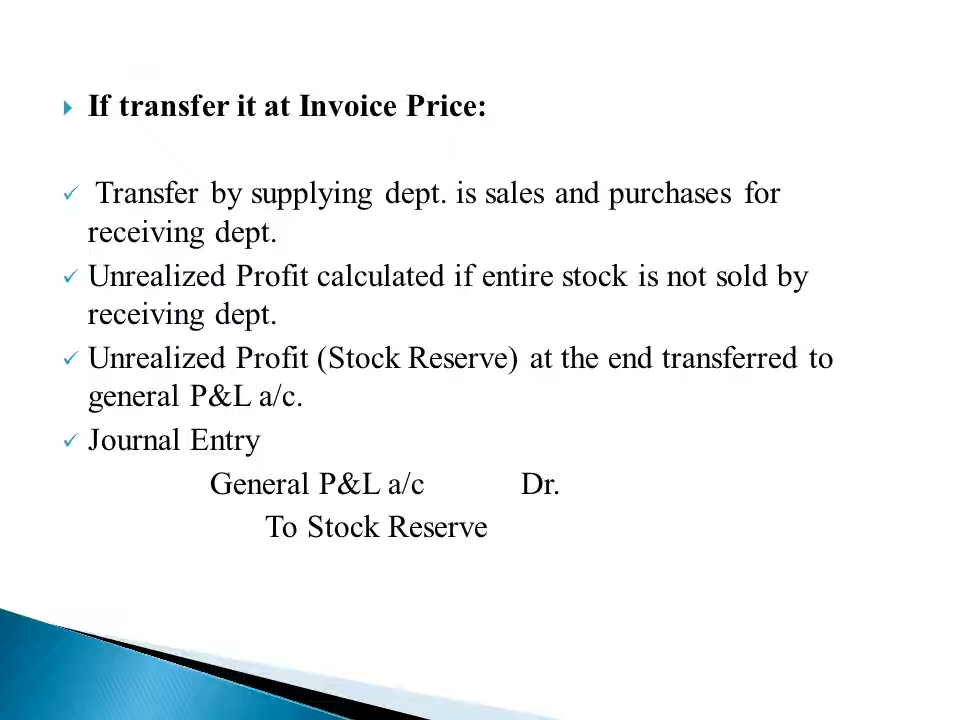 If transfer it at Invoice Price:
Transfer by supplying dept. is sales and purchases for
receiving dept.
Unrealized Profit calculated if entire stock is not sold by
receiving dept.
Unrealized Profit (Stock Reserve) at the end transferred to
general P&L a/c.
Journal Entry
General P&L a/c Dr.
To Stock Reserve